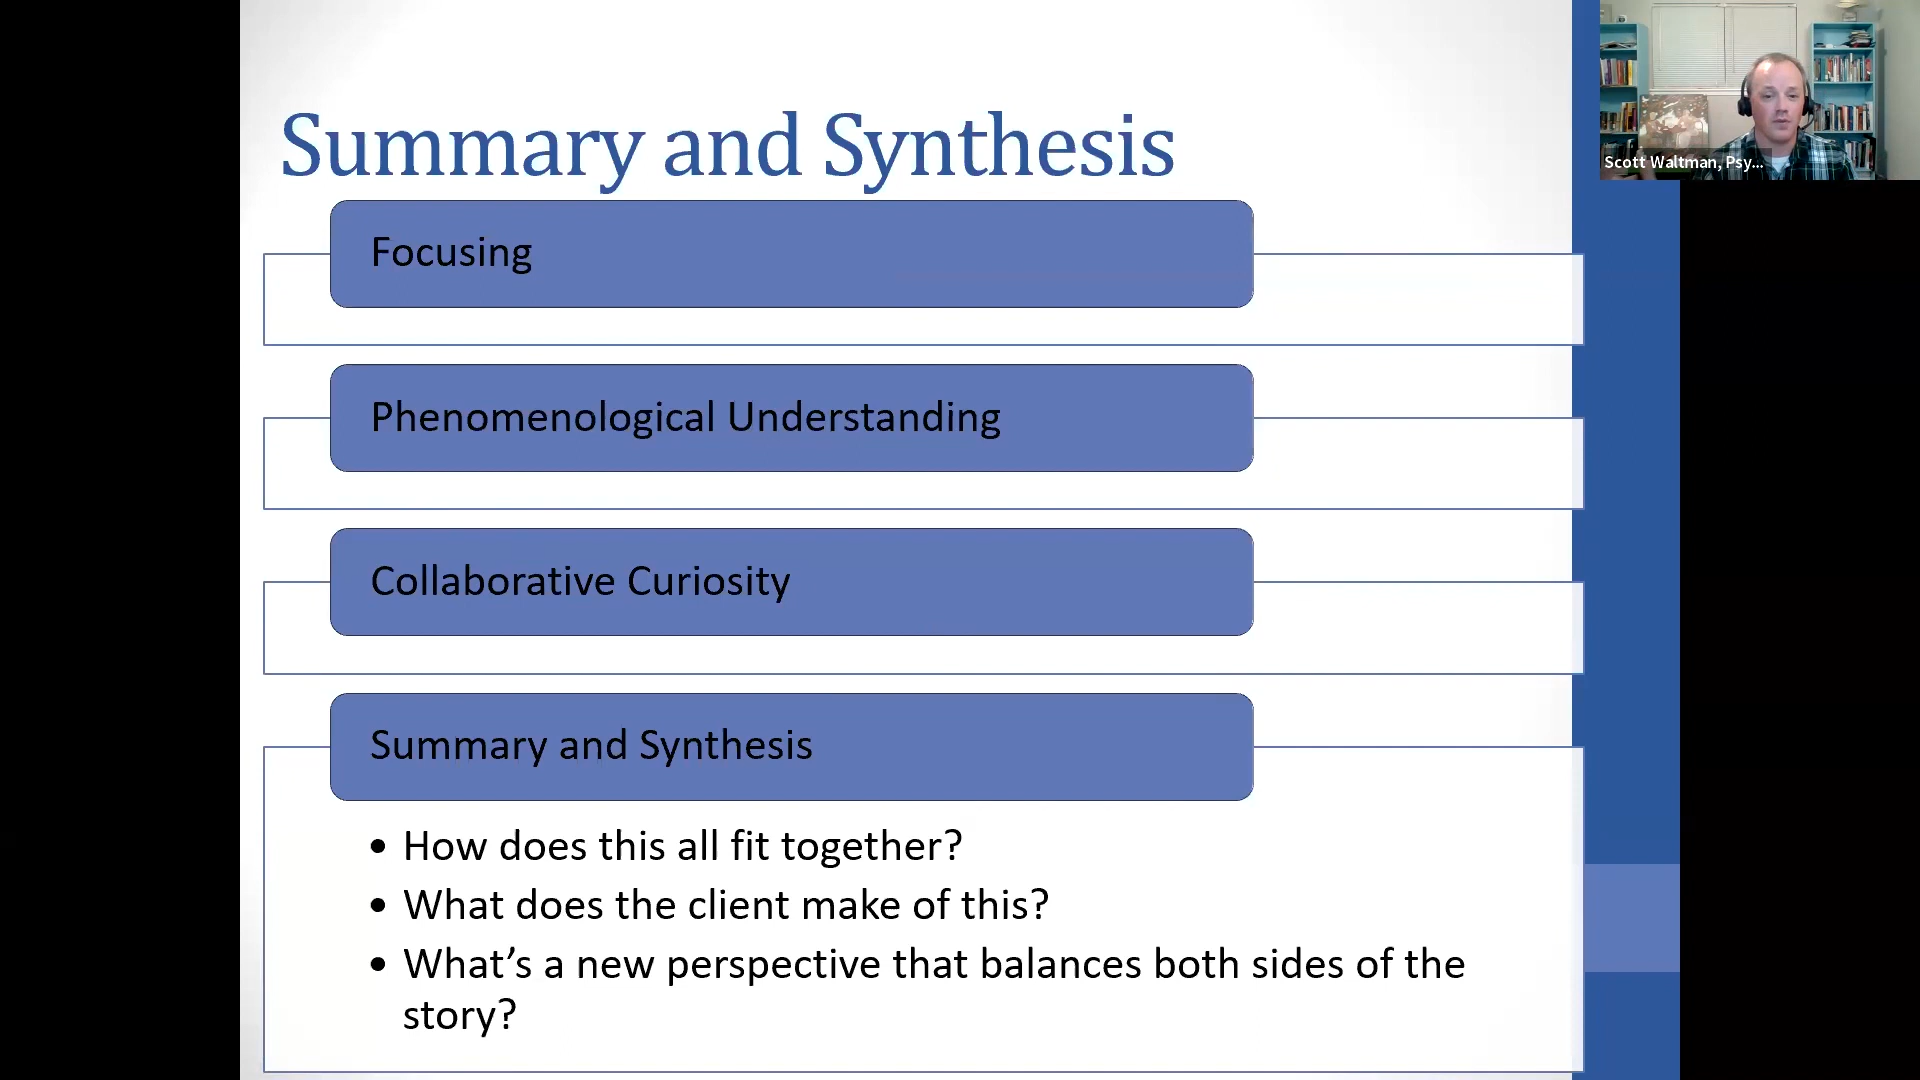 Summary and Synthesis
Focusing
Phenomenological Understanding
Collaborative Curiosity
Summary and Synthesis
• How does this all fit together?
• What does the client make of this?
• What’s a new perspective that balances both sides of the
story?
Scott Waltman, Psy...